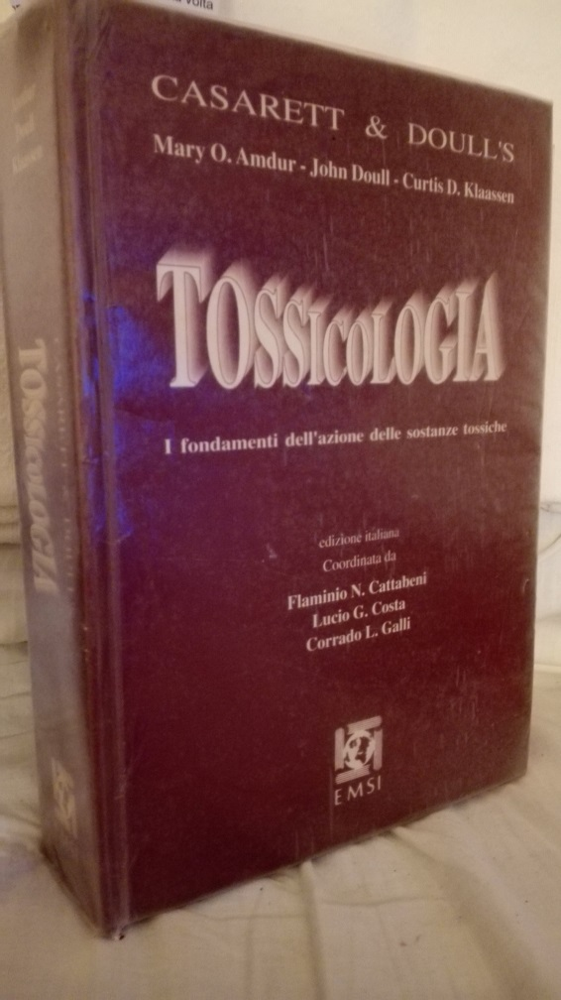 volta
CASARETT & DOULL'S
Mary O. Amdur - John Doull - Curtis D. Klaassen
TOSSICOLOGIA
I fondamenti dell'azione delle sostanze tossiche
edizione italiana
Coordinata da
Flaminio N. Cattabeni
Lucio G. Costa
Corrado L. Galli
EMSI
TOSSICOLOGIA